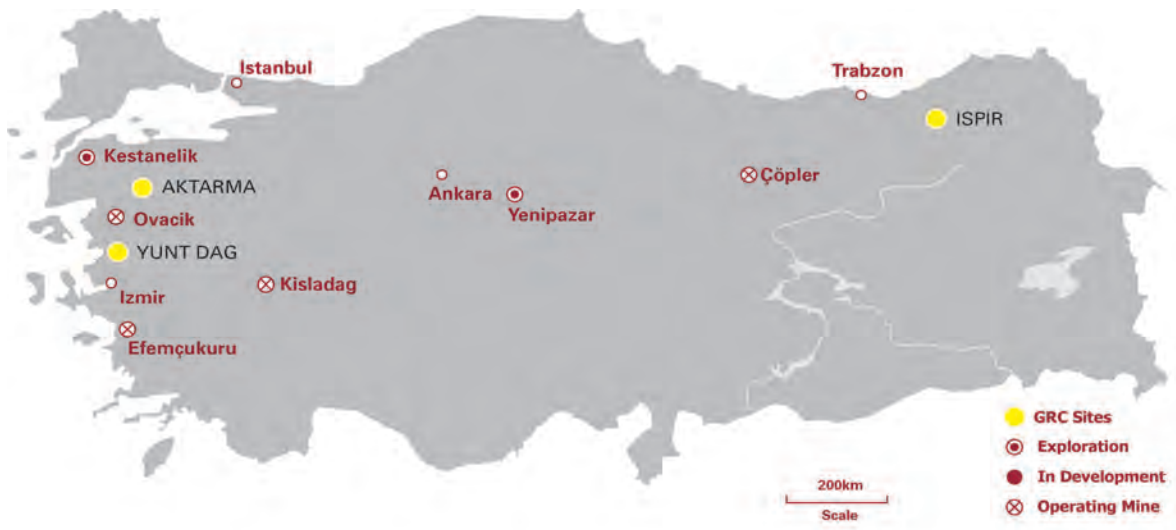 Istanbul
Trabzon
ISPIR
Kestanelik
AKTARMA
Çöpler
Ankara
Yenipazar
Ovacik
YUNT DAG
Izmir
Kisladag
Efemçukuru
GRC Sites
Exploration
In Development
Operating Mine
200km
Scale